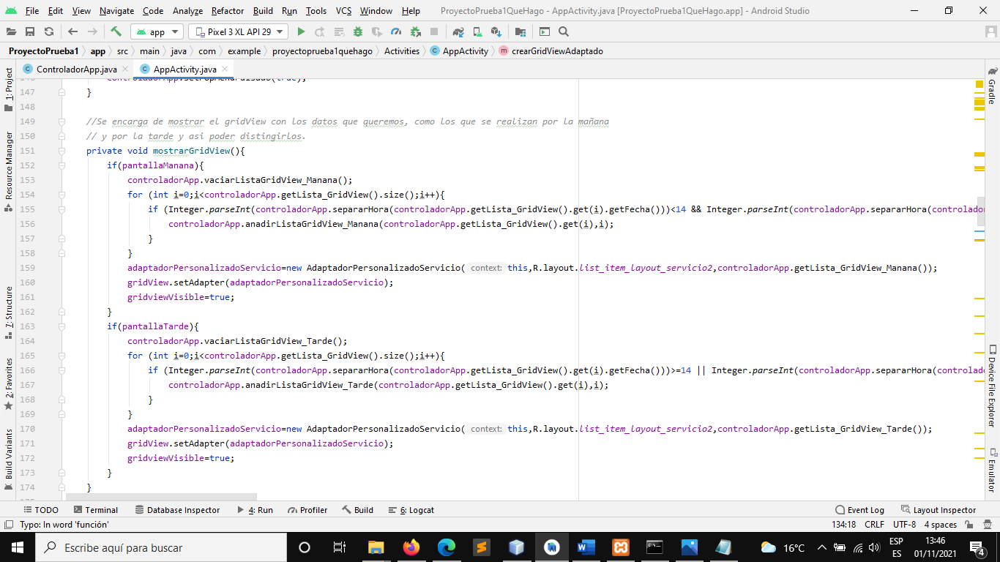 File Edit View Navigate Code Analyze Refactor Build Run Tools VCS Window Help ProyectoPrueba1QueHago - AppActivity.java [ProyectoPrueba1QueHago.app] - Android Studio
app Pixel 3 XL API 29
ProyectoPrueba1 app src main java com example proyectoprueba1quehago Activities AppActivity crearGridViewAdaptado
ControladorApp.java AppActivity.java
147 }
148
149 //Se encarga de mostrar el gridView con los datos que queremos, como los que se realizan por la mañana
150 // y por la tarde y asi poder distingirlos.
151 private void mostrarGridView(){
152 if(pantallaManana){
153 controladorApp.vaciarListaGridView_Manana();
154 for (int i=0;i<controladorApp.getLista_GridView().size();i++){
155 if (Integer.parseInt(controladorApp.separarHora(controladorApp.getLista_GridView().get(i).getFecha()))<14 && Integer.parseInt(controladorApp.separarHora(controlador
156 controladorApp.anadirListaGridView_Manana(controladorApp.getLista_GridView().get(i),i);
157 }
158 }
159 adaptadorPersonalizadoServicio=new AdaptadorPersonalizadoServicio( context: this,R.layout.list_item_layout_servicio2,controladorApp.getLista_GridView_Manana());
160 gridView.setAdapter(adaptadorPersonalizadoServicio);
161 gridviewVisible=true;
162 }
163 if(pantallaTarde){
164 controladorApp.vaciarListaGridView_Tarde();
165 for (int i=0;i<controladorApp.getLista_GridView().size();i++){
166 if (Integer.parseInt(controladorApp.separarHora(controladorApp.getLista_GridView().get(i).getFecha()))>=14 || Integer.parseInt(controladorApp.separarHora(controlad
167 controladorApp.anadirListaGridView_Tarde(controladorApp.getLista_GridView().get(i),i);
168 }
169 }
170 adaptadorPersonalizadoServicio=new AdaptadorPersonalizadoServicio( context: this,R.layout.list_item_layout_servicio2,controladorApp.getLista_GridView_Tarde());
171 gridView.setAdapter(adaptadorPersonalizadoServicio);
172 gridviewVisible=true;
173 }
174 }
1: Project
Resource Manager
7: Structure
2: Favorites
Build Variants
Gradle
Device File Explorer
Emulator
TODO Terminal Database Inspector 4: Run Profiler Build 6: Logcat Event Log Layout Inspector
Typo: In word 'función' 134:18 CRLF UTF-8 4 spaces
Escribe aquí para buscar 16°C ESP 13:46
ES 01/11/2021 4